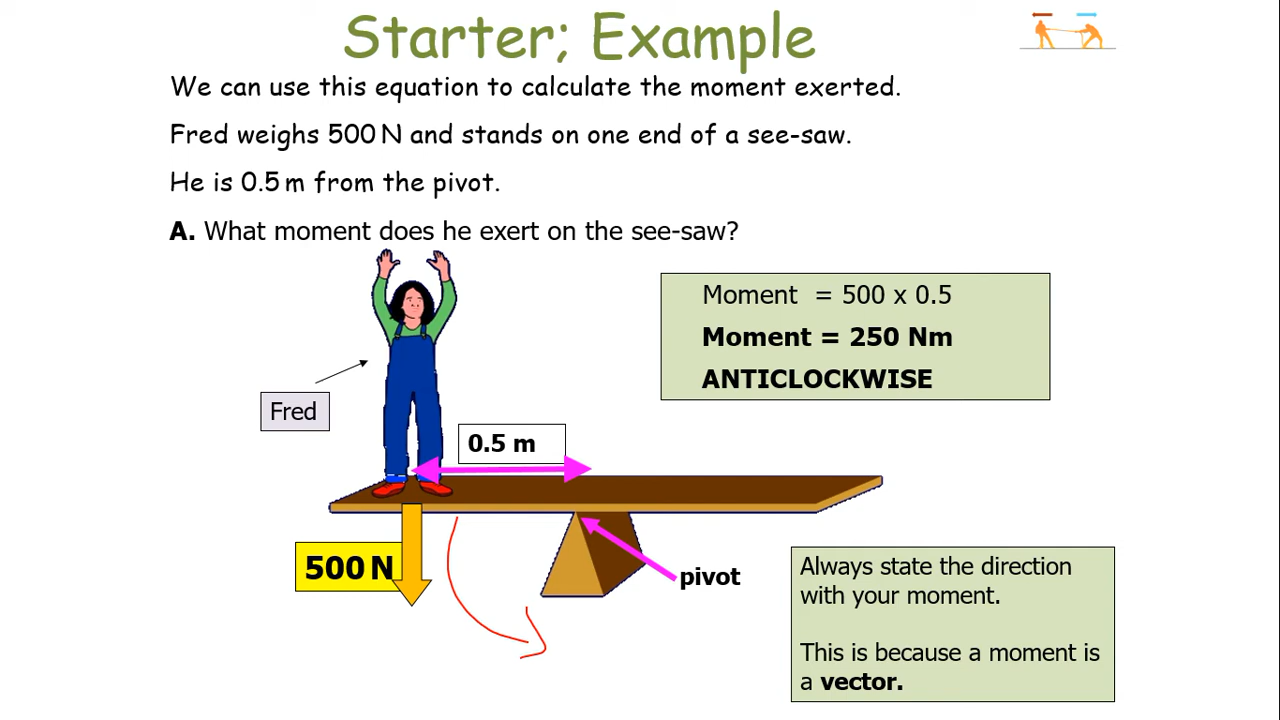 Starter; Example
We can use this equation to calculate the moment exerted.
Fred weighs 500 N and stands on one end of a see-saw.
He is 0.5 m from the pivot.
A. What moment does he exert on the see-saw?
Moment = 500 x 0.5
Moment = 250 Nm
ANTICLOCKWISE
Fred
0.5 m
500 N
pivot
Always state the direction
with your moment.
This is because a moment is
a vector.